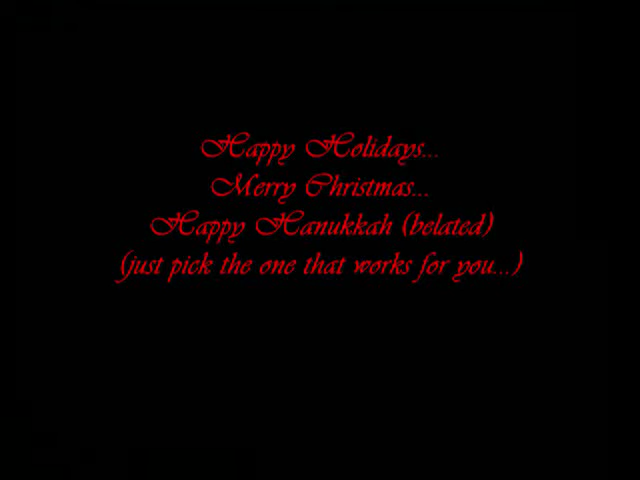 Happy Holidays...
Merry Christmas...
Happy Hanukkah (belated)
(just pick the one that works for you...)